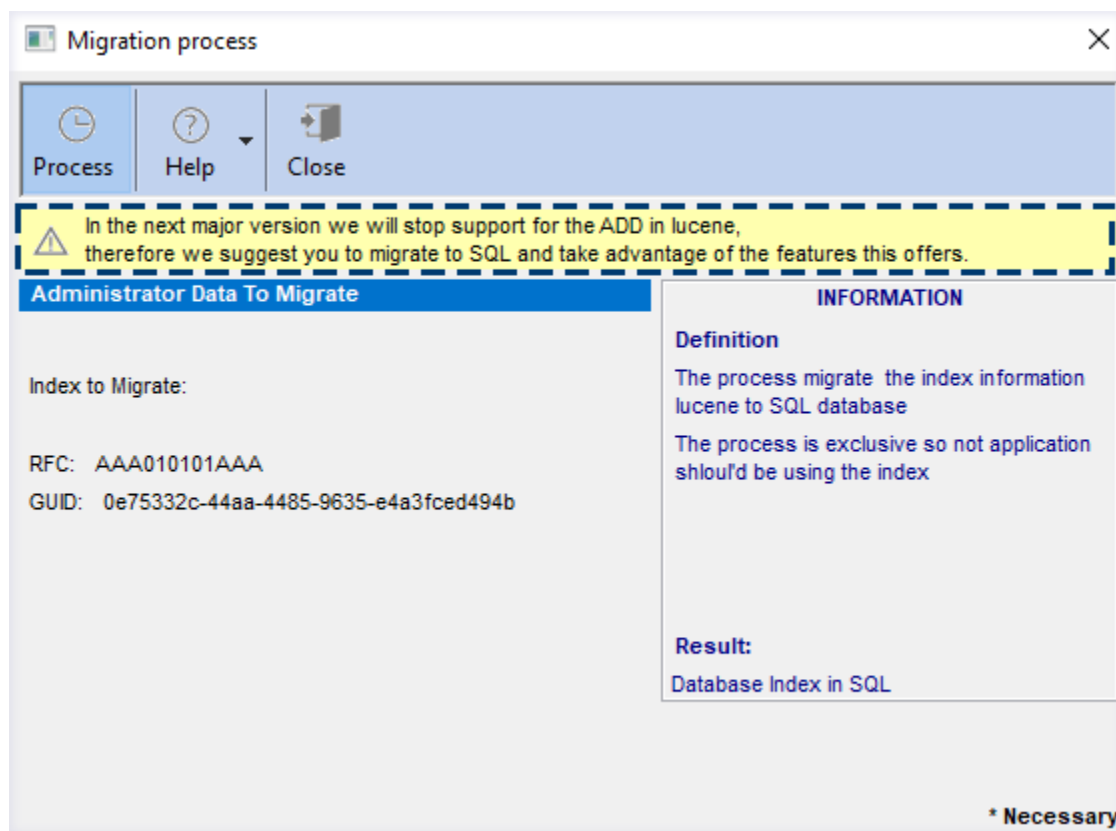 Migration process
Process
Help
Close
In the next major version we will stop support for the ADD in lucene,
therefore we suggest you to migrate to SQL and take advantage of the features this offers.
Administrator Data To Migrate
Index to Migrate:
RFC: AAA010101AAA
GUID: 0e75332c-44aa-4485-9635-e4a3fced494b
INFORMATION
Definition
The process migrate the index information
lucene to SQL database
The process is exclusive so not application
shloul'd be using the index
Result:
Database Index in SQL
* Necessary